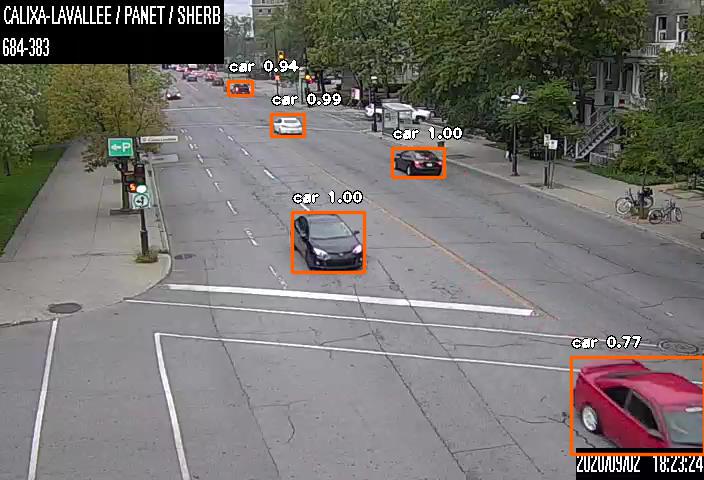 CALIXA-LAVALLEE / PANET / SHERB
684-383
car 0.94
car 0.99
car 1.00
car 1.00
P
car 0.77
2020/09/02 18:23:24